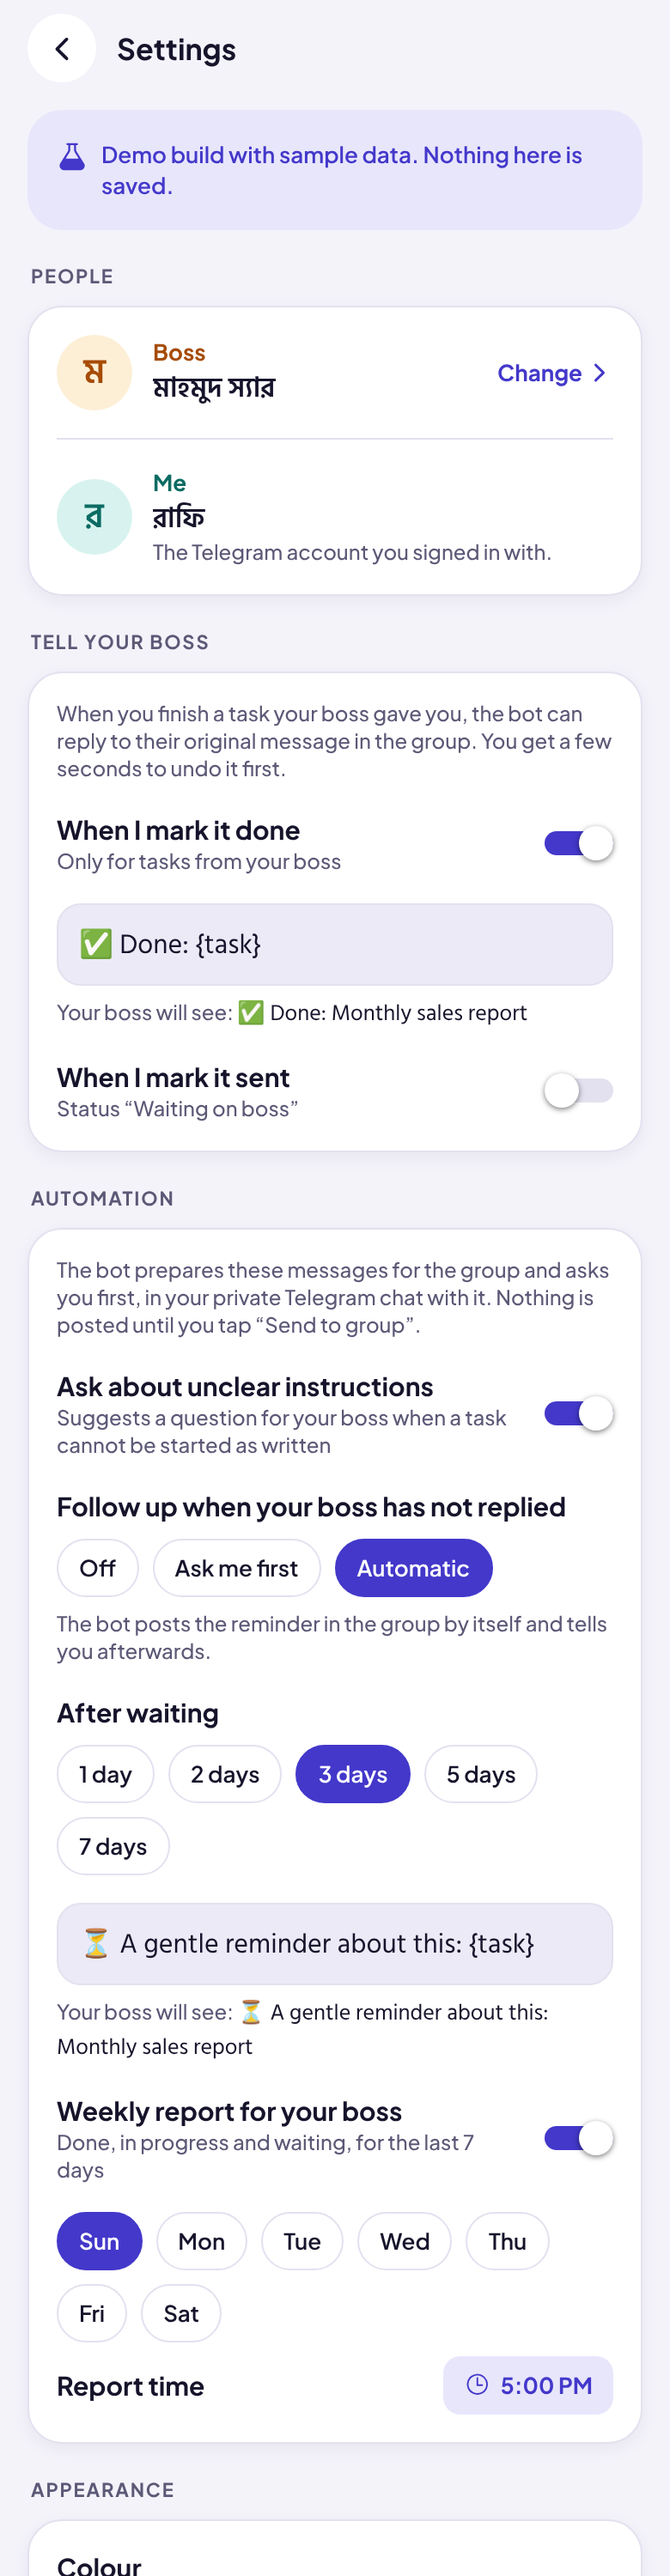 Settings
Demo build with sample data. Nothing here is
saved.
PEOPLE
ম
Boss
মাহমুদ স্যার
Change
র
Me
রাফি
The Telegram account you signed in with.
TELL YOUR BOSS
When you finish a task your boss gave you, the bot can
reply to their original message in the group. You get a few
seconds to undo it first.
When I mark it done
Only for tasks from your boss
✅ Done: {task}
Your boss will see: ✅ Done: Monthly sales report
When I mark it sent
Status “Waiting on boss”
AUTOMATION
The bot prepares these messages for the group and asks
you first, in your private Telegram chat with it. Nothing is
posted until you tap “Send to group”.
Ask about unclear instructions
Suggests a question for your boss when a task
cannot be started as written
Follow up when your boss has not replied
Off Ask me first Automatic
The bot posts the reminder in the group by itself and tells
you afterwards.
After waiting
1 day 2 days 3 days 5 days
7 days
⏳ A gentle reminder about this: {task}
Your boss will see: ⏳ A gentle reminder about this:
Monthly sales report
Weekly report for your boss
Done, in progress and waiting, for the last 7
days
Sun Mon Tue Wed Thu
Fri Sat
Report time 5:00 PM
APPEARANCE
Colour